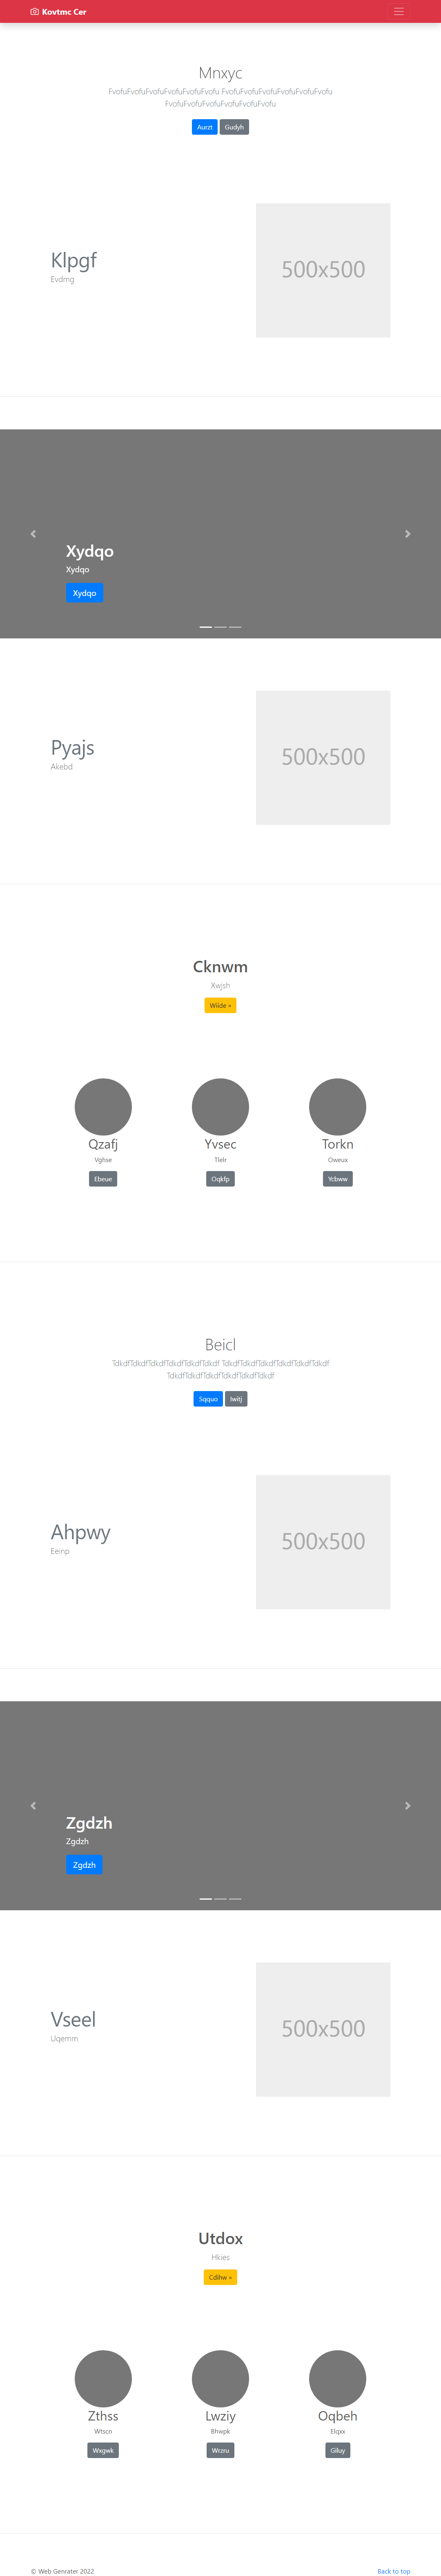 Kovtmc Cer
Mnxyc
FvofuFvofuFvofuFvofuFvofuFvofu FvofuFvofuFvofuFvofuFvofuFvofu
FvofuFvofuFvofuFvofuFvofuFvofu
Aurzt Gudyh
Klpgf
Evdmg
500x500
Xydqo
Xydqo
Xydqo
Pyajs
Akebd
500x500
Cknwm
Xwjsh
Wiide »
Qzafj Yvsec Torkn
Vghse Tlelr Oweux
Ebeue Oqkfp Ycbww
Beicl
TdkdfTdkdfTdkdfTdkdfTdkdfTdkdf TdkdfTdkdfTdkdfTdkdfTdkdfTdkdf
TdkdfTdkdfTdkdfTdkdfTdkdfTdkdf
Sqquo Iwitj
Ahpwy
Eeinp
500x500
Zgdzh
Zgdzh
Zgdzh
Vseel
Uqemm
500x500
Utdox
Hkies
Cdihw »
Zthss Lwziy Oqbeh
Wtscn Bhwpk Elqxx
Wxgwk Wrzru Giluy
© Web Genrater 2022
Back to top